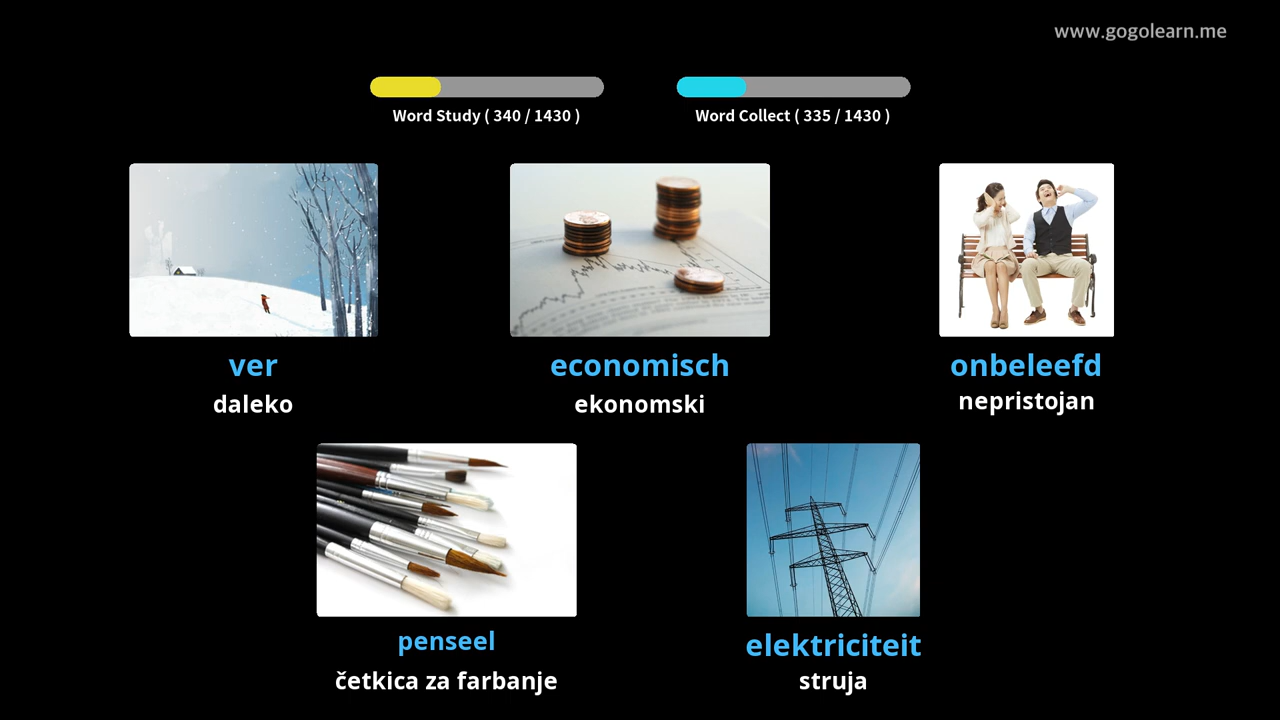 www.gogolearn.me
Word Study ( 340 / 1430 )
Word Collect ( 335 / 1430 )
ver
daleko
economisch
ekonomski
onbeleefd
nepristojan
penseel
četkica za farbanje
elektriciteit
struja